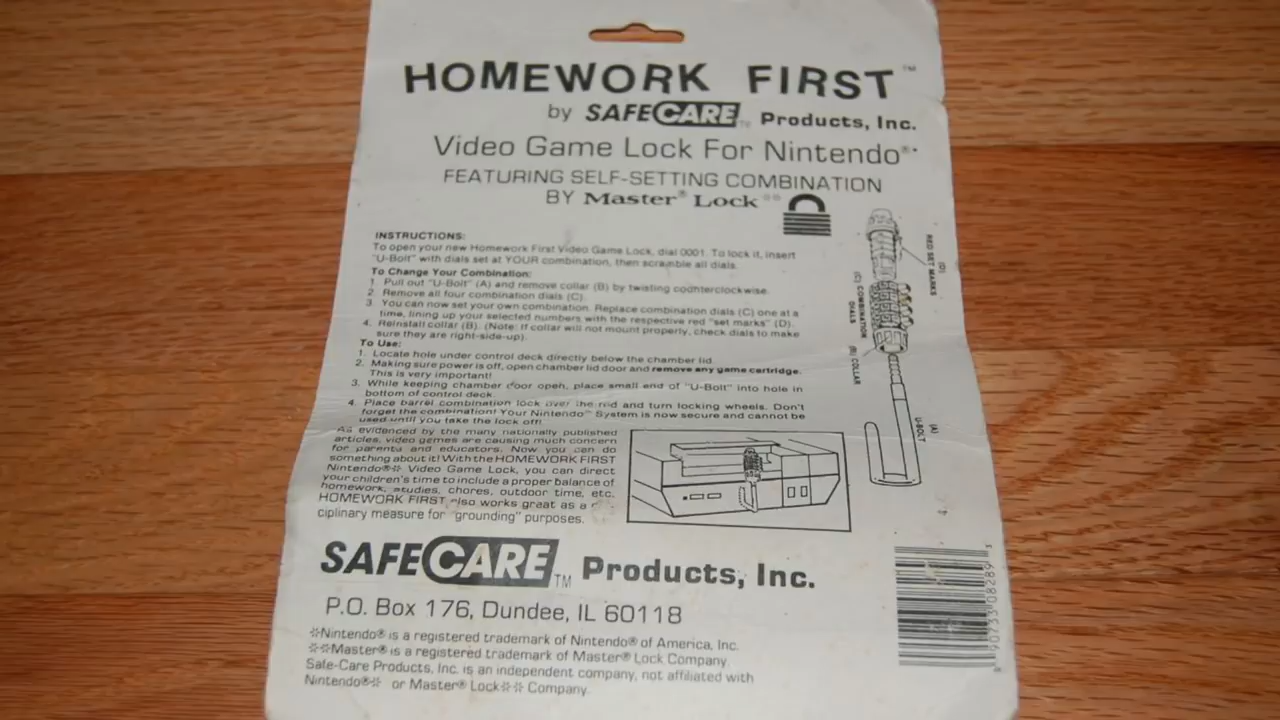 HOMEWORK FIRST™
by SAFECARE™ Products, Inc.
Video Game Lock For Nintendo®*
FEATURING SELF-SETTING COMBINATION
BY Master® Lock**
INSTRUCTIONS:
To open your new Homework First Video Game Lock, dial 0001. To lock it, insert
"U-Bolt" with dials set at YOUR combination, then scramble all dials.
To Change Your Combination:
1. Pull out "U-Bolt" (A) and remove collar (B) by twisting counterclockwise.
2. Remove all four combination dials (C).
3. You can now set your own combination. Replace combination dials (C) one at a
time, lining up your selected numbers with the respective red "set marks" (D).
4. Reinstall collar (B). (Note: If collar will not mount properly, check dials to make
sure they are right-side-up).
To Use:
1. Locate hole under control deck directly below the chamber lid.
2. Making sure power is off, open chamber lid door and remove any game cartridge.
This is very important!
3. While keeping chamber door open, place small end of "U-Bolt" into hole in
bottom of control deck.
4. Place barrel combination lock over the rod and turn locking wheels. Don't
forget the combination! Your Nintendo™ System is now secure and cannot be
used until you take the lock off!
As evidenced by the many nationally published
articles, video games are causing much concern
for parents and educators. Now you can do
something about it! With the HOMEWORK FIRST
Nintendo®* Video Game Lock, you can direct
your children's time to include a proper balance of
homework, studies, chores, outdoor time, etc.
HOMEWORK FIRST also works great as a
ciplinary measure for "grounding" purposes.
(D)
RED SET MARKS
(C) COMBINATION
DIALS
(B) COLLAR
(A)
U-BOLT
SAFECARE™ Products, Inc.
P.O. Box 176, Dundee, IL 60118
*Nintendo® is a registered trademark of Nintendo® of America, Inc.
**Master® is a registered trademark of Master® Lock Company.
Safe-Care Products, Inc. is an independent company, not affiliated with
Nintendo®* or Master® Lock** Company.
90733 08289